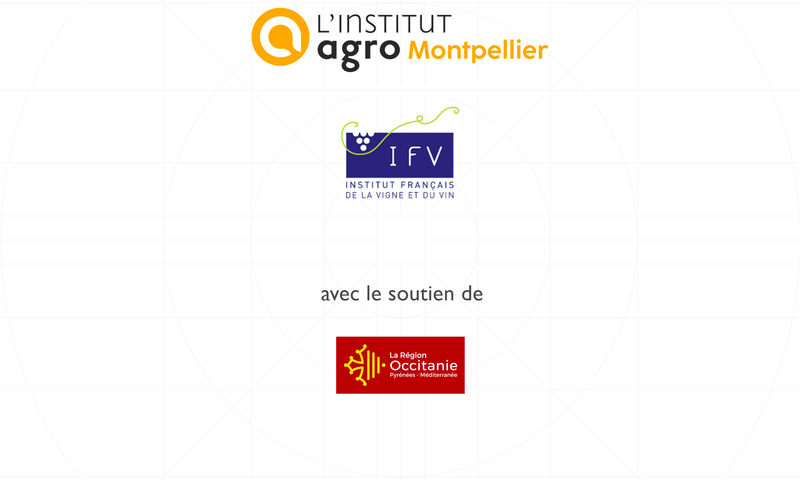 L'INSTITUT
agro Montpellier
IFV
INSTITUT FRANÇAIS
DE LA VIGNE ET DU VIN
avec le soutien de
La Région
Occitanie
Pyrénées - Méditerranée